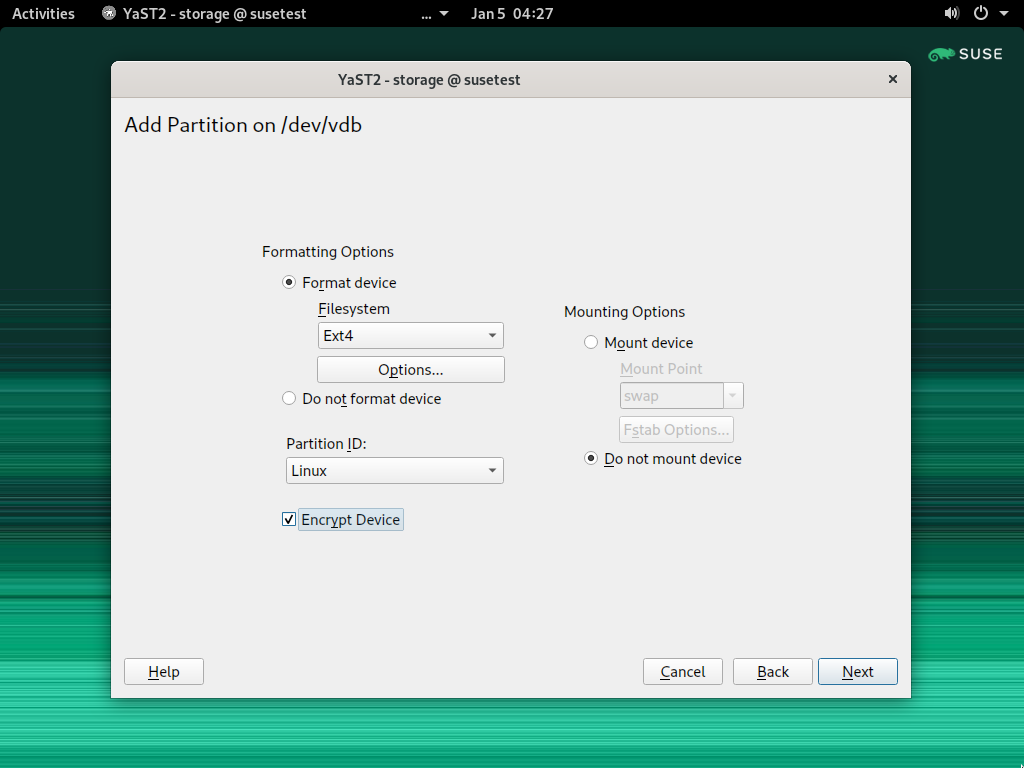 Activities YaST2 - storage @ susetest ... Jan 5 04:27
SUSE
YaST2 - storage @ susetest
Add Partition on /dev/vdb
Formatting Options
Format device
Filesystem
Ext4
Options...
Do not format device
Partition ID:
Linux
Encrypt Device
Mounting Options
Mount device
Mount Point
swap
Fstab Options...
Do not mount device
Help Cancel Back Next